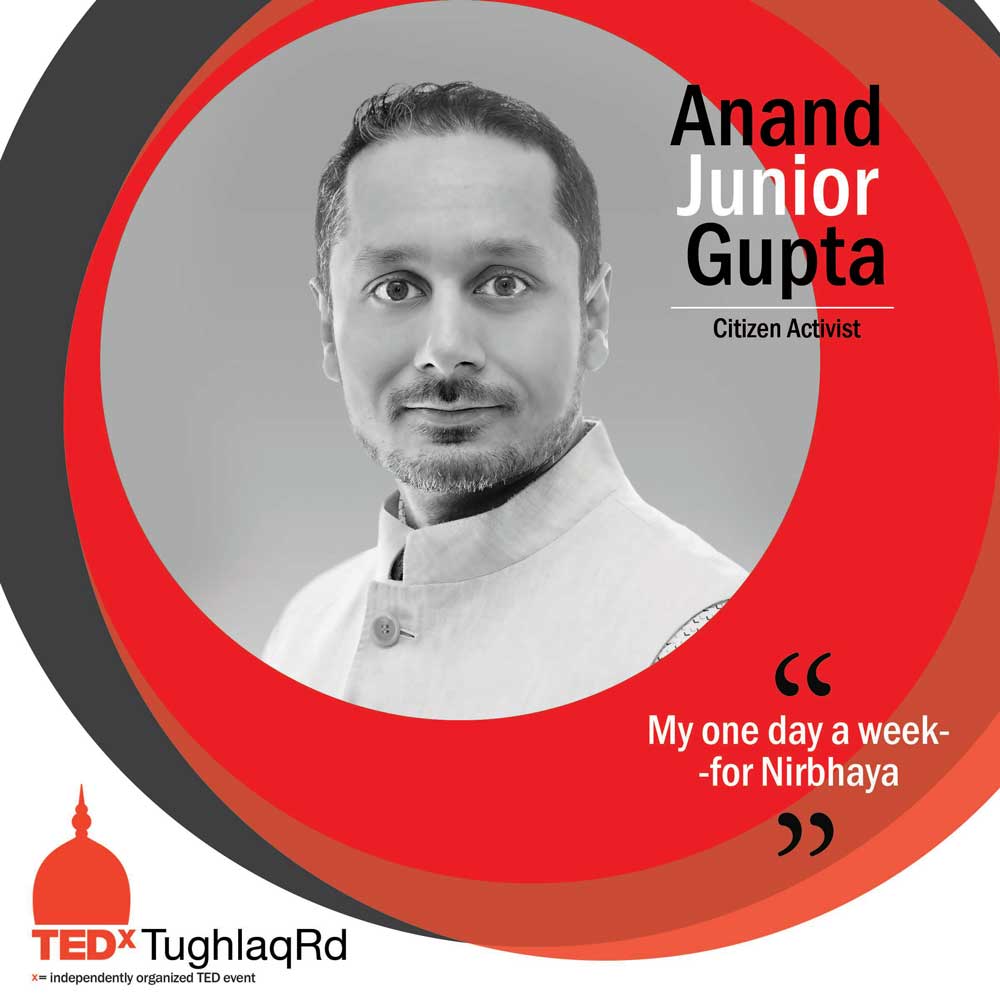 Anand
Junior
Gupta
Citizen Activist
“
My one day a week-
-for Nirbhaya
”
TEDx TughlaqRd
x= independently organized TED event